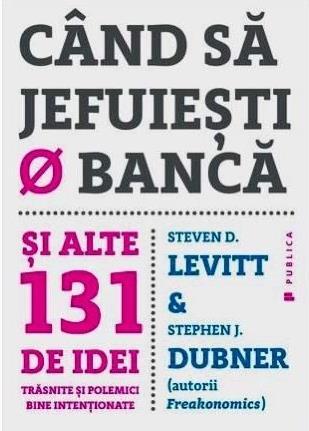 CÂND SĂ
JEFUIEȘTI
O BANCĂ
ȘI ALTE
131
DE IDEI
TRĂSNITE ȘI POLEMICI
BINE INTENȚIONATE
STEVEN D.
LEVITT
&
STEPHEN J.
DUBNER
(autorii
Freakonomics)
PUBLICA